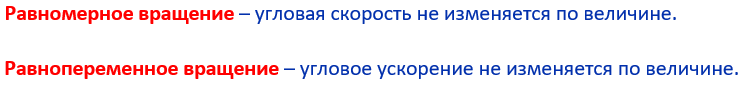 Равномерное вращение – угловая скорость не изменяется по величине.
Равнопеременное вращение – угловое ускорение не изменяется по величине.